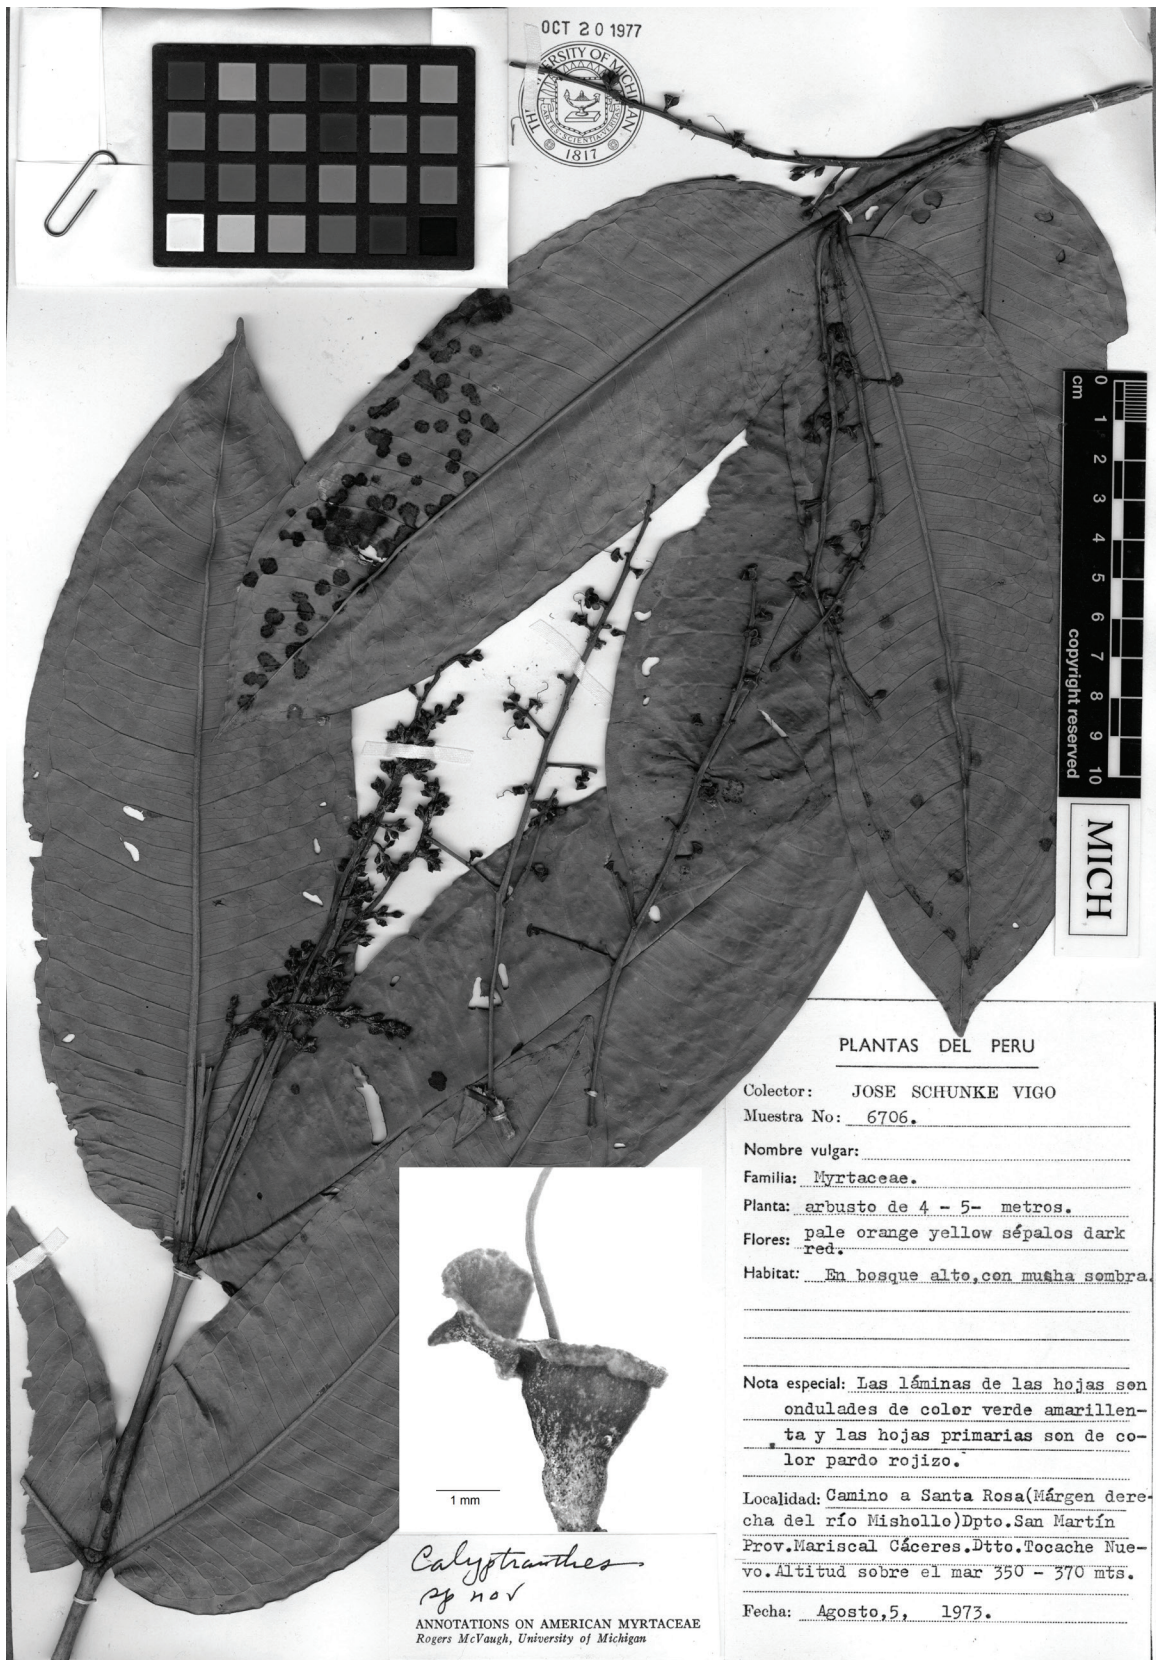 OCT 20 1977
THE UNIVERSITY OF MICHIGAN
ARTES SCIENTIA VERITAS
1817
0 cm
1
2
3
4
5
6
7
8
9
10
copyright reserved
MICH
PLANTAS DEL PERU
Colector: JOSE SCHUNKE VIGO
Muestra No: 6706.
Nombre vulgar:
Familia: Myrtaceae.
Planta: arbusto de 4 - 5- metros.
Flores: pale orange yellow sépalos dark
red.
Habitat: En bosque alto,con mucha sombra.
Nota especial: Las láminas de las hojas son
ondulades de color verde amarillen-
ta y las hojas primarias son de co-
lor pardo rojizo.
Localidad: Camino a Santa Rosa(Márgen dere-
cha del río Mishollo)Dpto.San Martín
Prov.Mariscal Cáceres.Dtto.Tocache Nue-
vo.Altitud sobre el mar 350 - 370 mts.
Fecha: Agosto,5, 1973.
1 mm
Calyptranthes
sp nov
ANNOTATIONS ON AMERICAN MYRTACEAE
Rogers McVaugh, University of Michigan